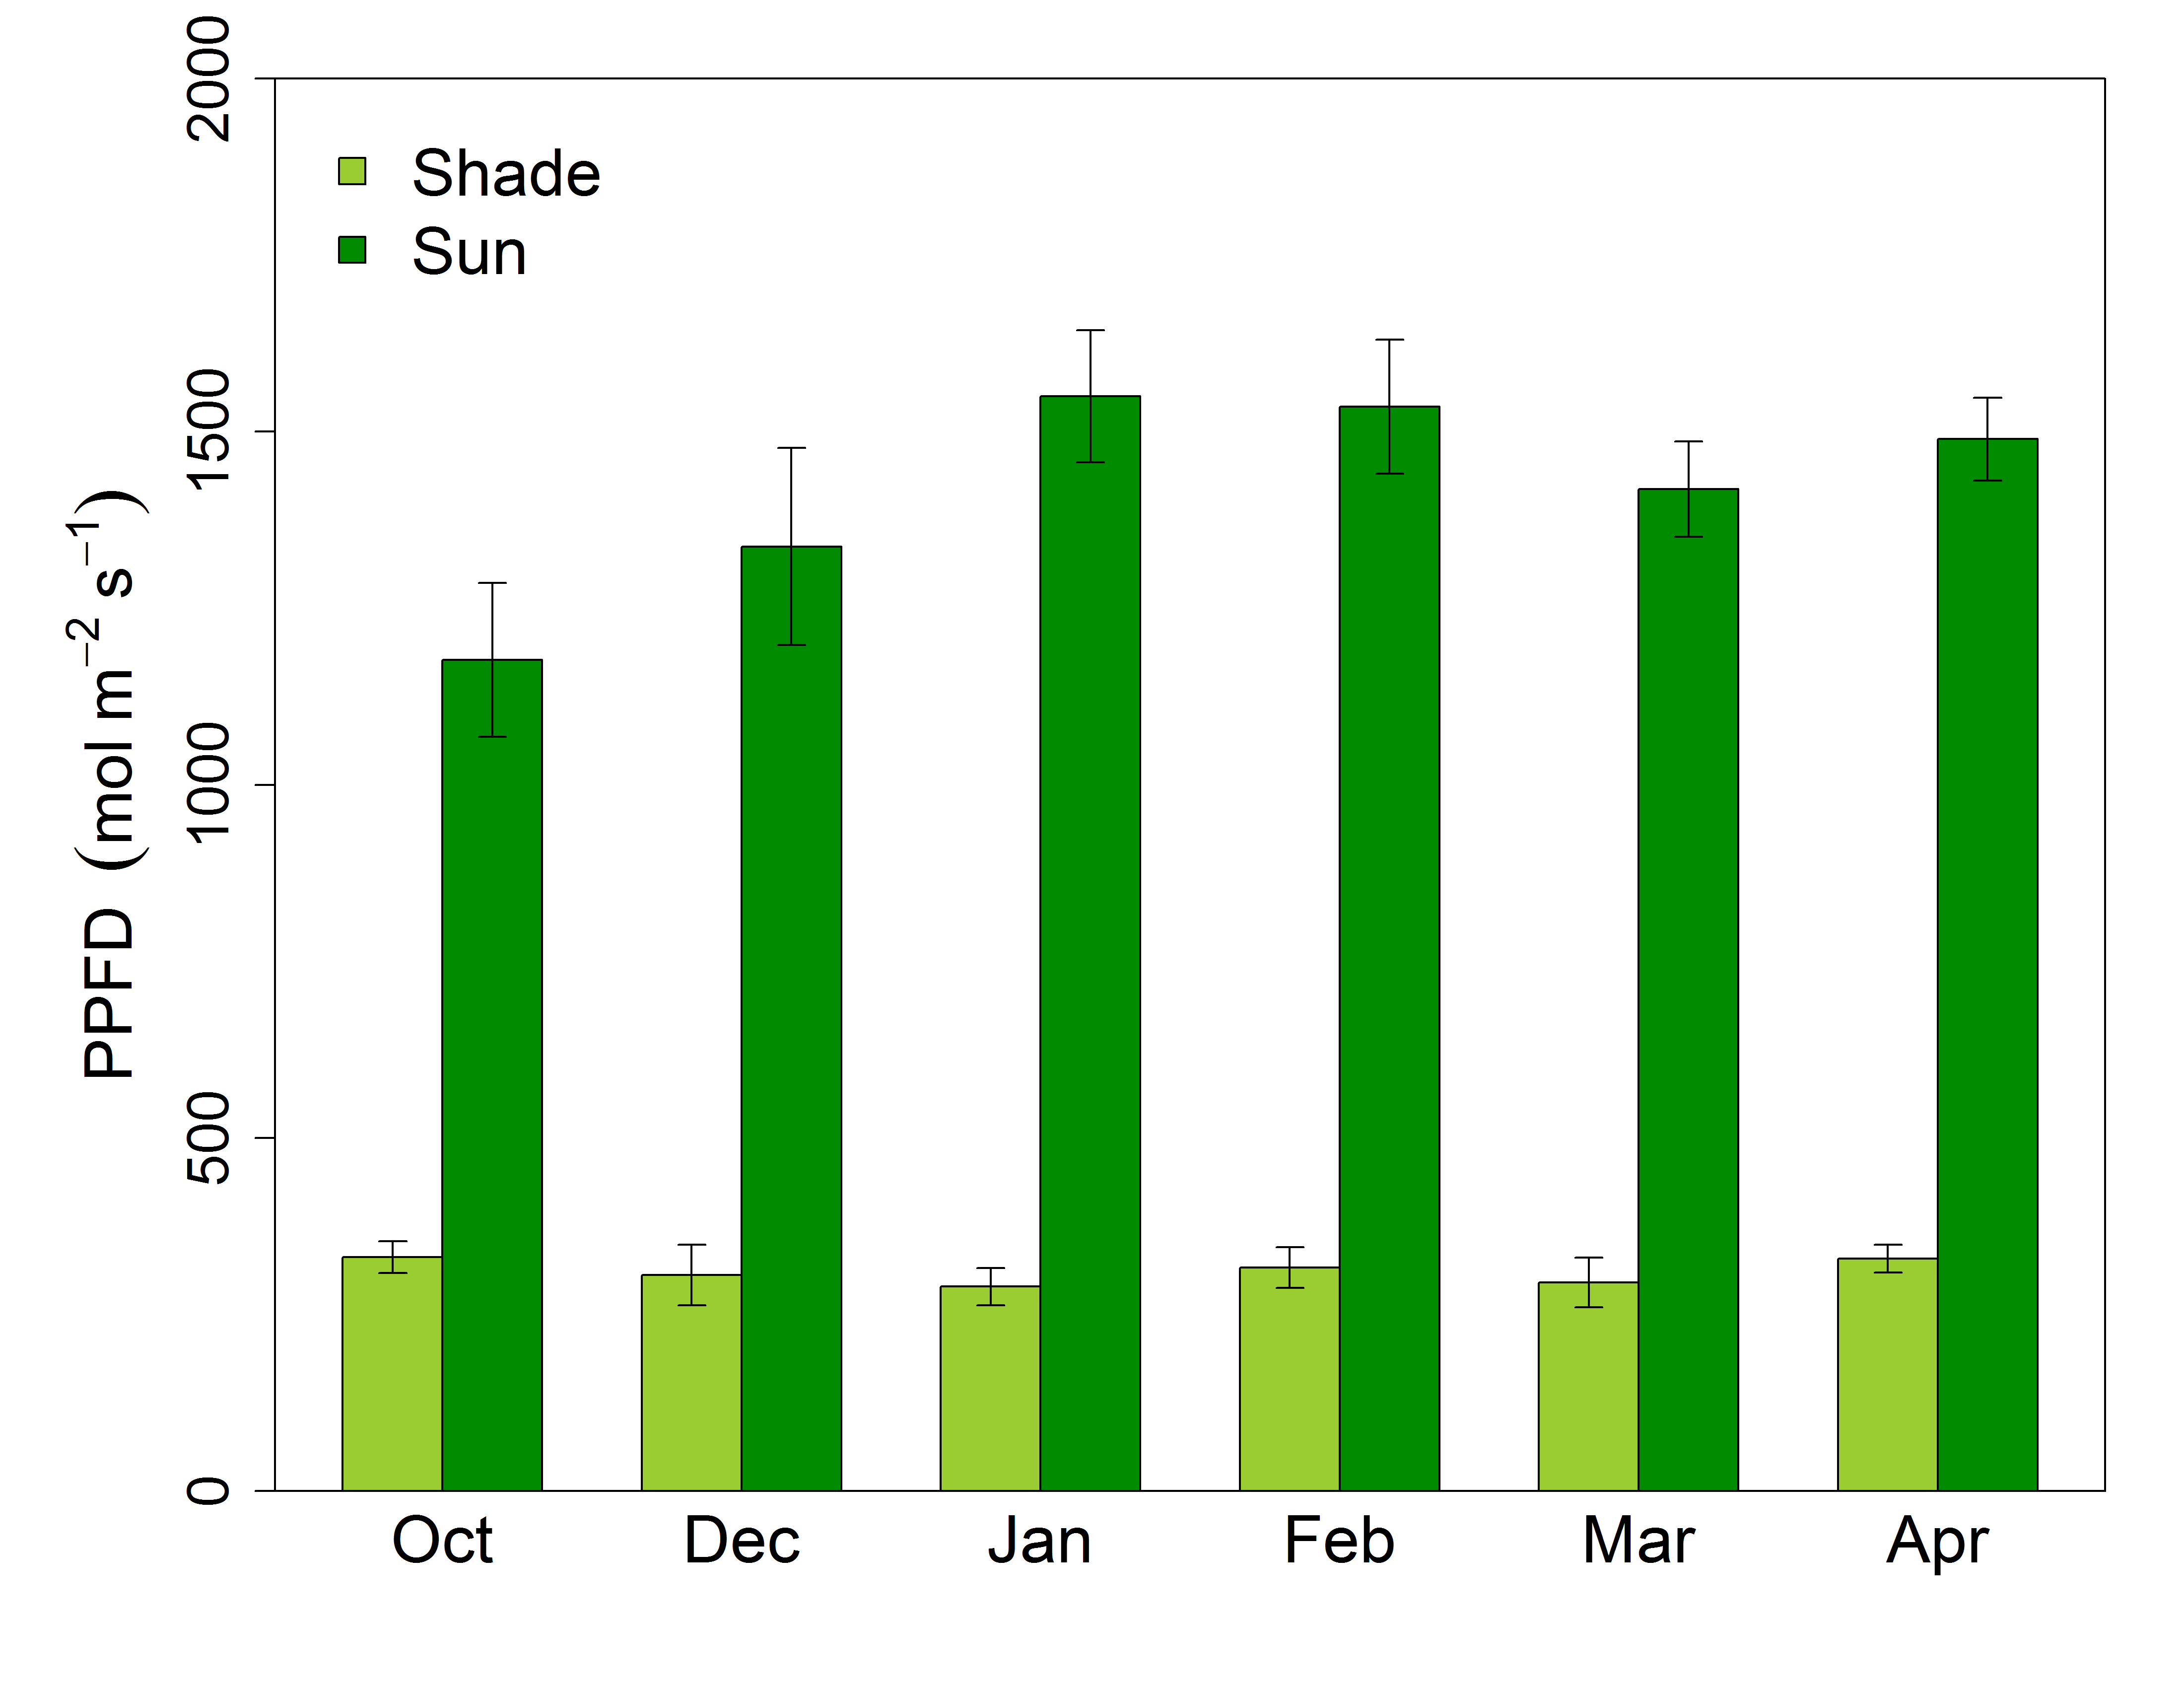 2000
1500
1000
500
0
PPFD (mol m⁻² s⁻¹)
Shade
Sun
Oct Dec Jan Feb Mar Apr